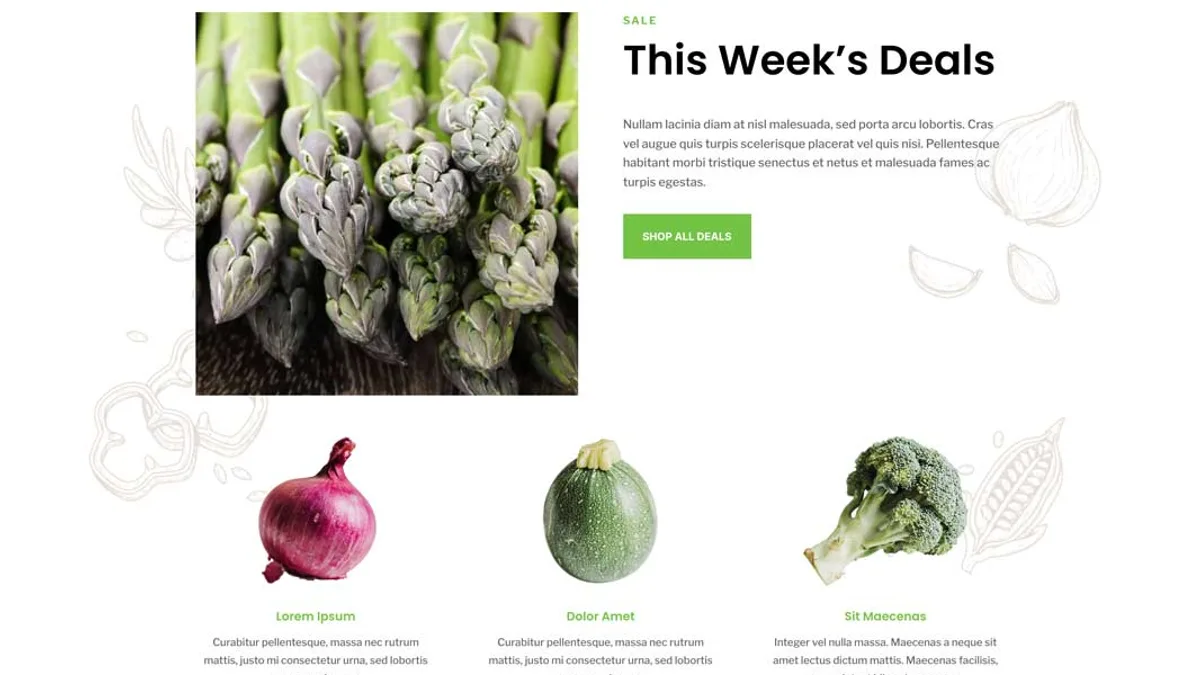 SALE
This Week’s Deals
Nullam lacinia diam at nisl malesuada, sed porta arcu lobortis. Cras
vel augue quis turpis scelerisque placerat vel quis nisi. Pellentesque
habitant morbi tristique senectus et netus et malesuada fames ac
turpis egestas.
SHOP ALL DEALS
Lorem Ipsum
Curabitur pellentesque, massa nec rutrum
mattis, justo mi consectetur urna, sed lobortis
Dolor Amet
Curabitur pellentesque, massa nec rutrum
mattis, justo mi consectetur urna, sed lobortis
Sit Maecenas
Integer vel nulla massa. Maecenas a neque sit
amet lectus dictum mattis. Maecenas facilisis,